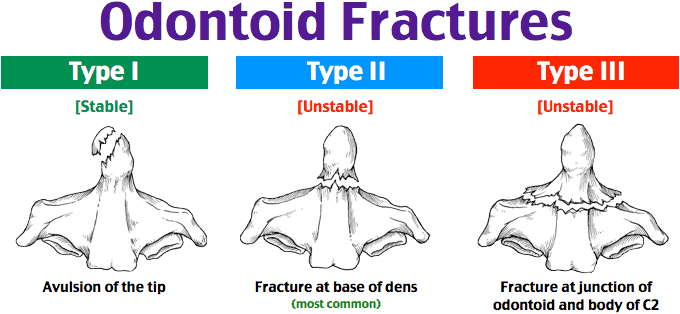 Odontoid Fractures
Type I
Type II
Type III
[Stable]
[Unstable]
[Unstable]
Avulsion of the tip
Fracture at base of dens
(most common)
Fracture at junction of
odontoid and body of C2